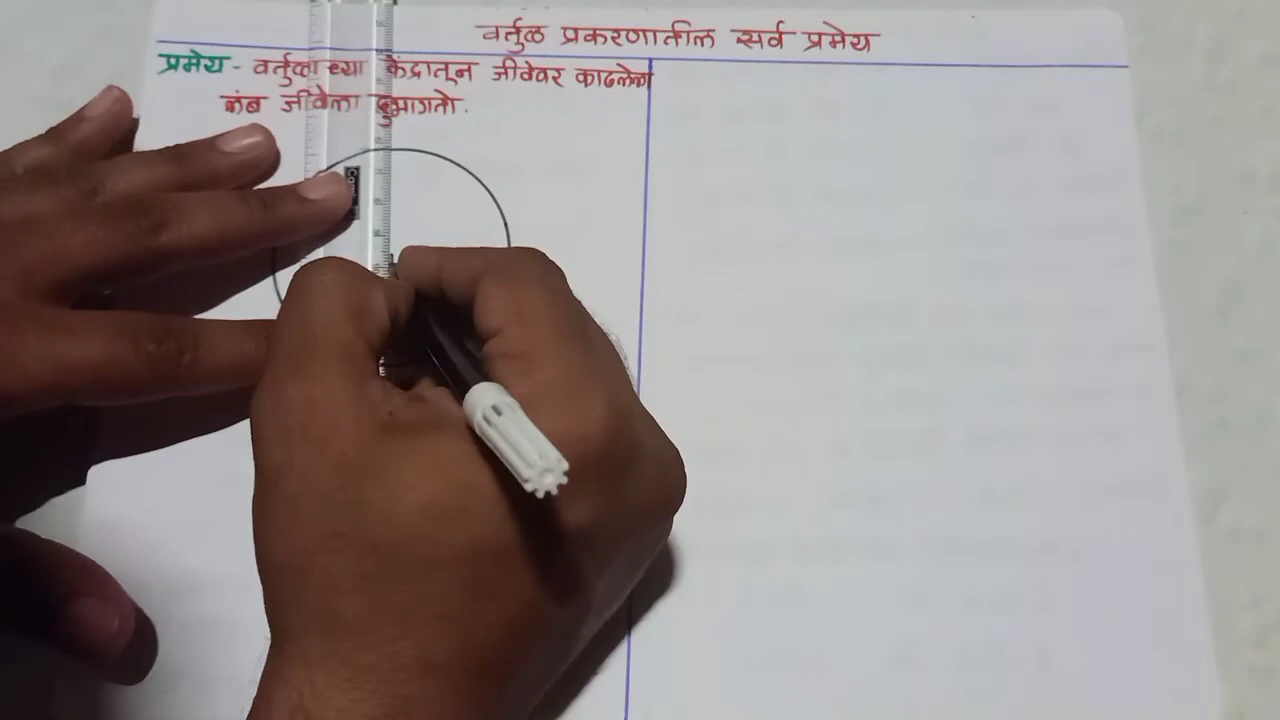 वर्तुळ प्रकरणातील सर्व प्रमेय
प्रमेय - वर्तुळाच्या केंद्रातून जीवेवर काढलेला
लंब जीवेला दुभागतो.